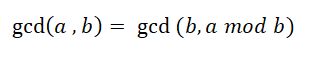 gcd(a , b) = gcd (b, a mod b)